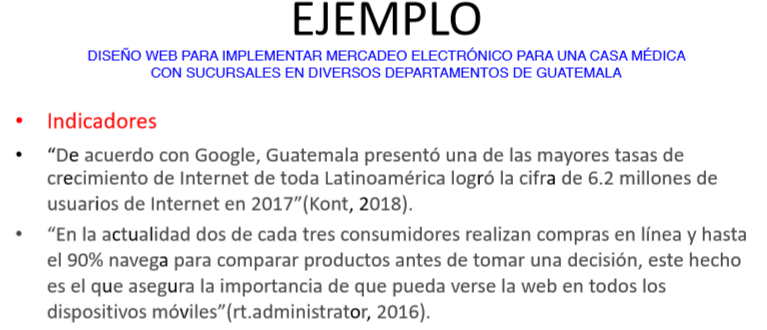 EJEMPLO
DISEÑO WEB PARA IMPLEMENTAR MERCADEO ELECTRÓNICO PARA UNA CASA MÉDICA
CON SUCURSALES EN DIVERSOS DEPARTAMENTOS DE GUATEMALA
• Indicadores
• “De acuerdo con Google, Guatemala presentó una de las mayores tasas de
crecimiento de Internet de toda Latinoamérica logró la cifra de 6.2 millones de
usuarios de Internet en 2017”(Kont, 2018).
• “En la actualidad dos de cada tres consumidores realizan compras en línea y hasta
el 90% navega para comparar productos antes de tomar una decisión, este hecho
es el que asegura la importancia de que pueda verse la web en todos los
dispositivos móviles”(rt.administrator, 2016).